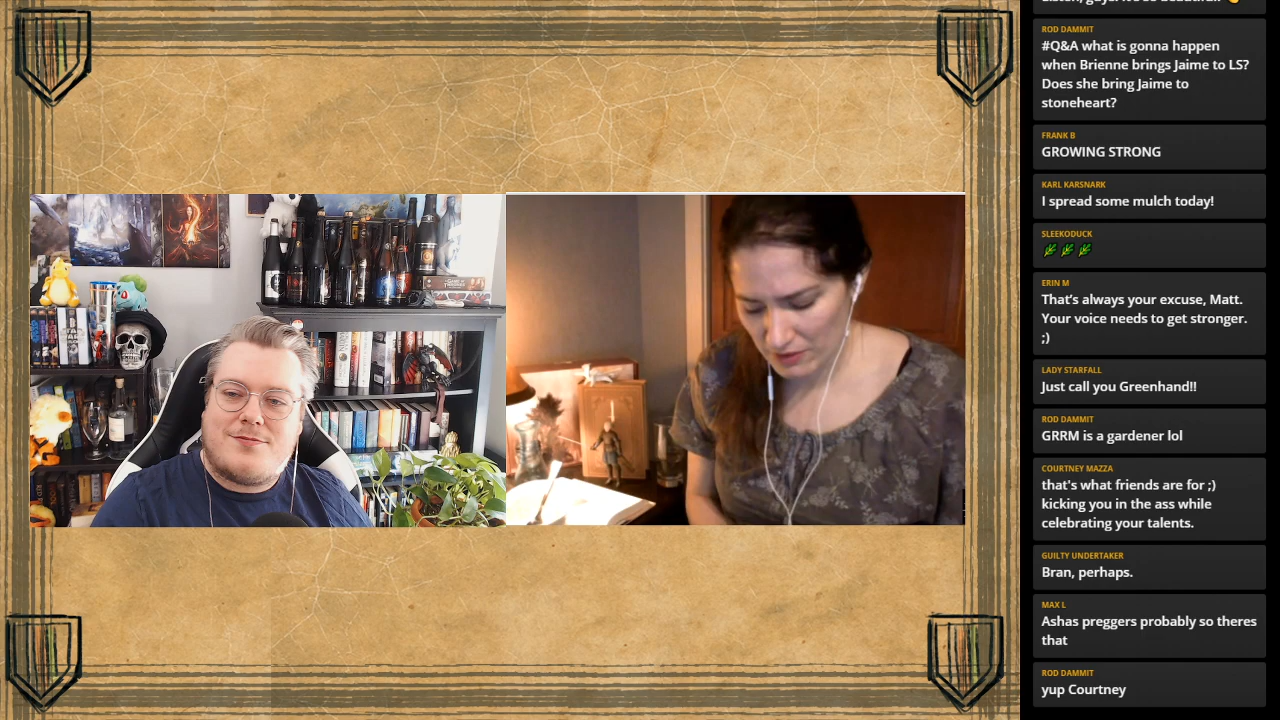 ROD DAMMIT
#Q&A what is gonna happen
when Brienne brings Jaime to LS?
Does she bring Jaime to
stoneheart?
FRANK B
GROWING STRONG
KARL KARSNARK
I spread some mulch today!
SLEEKODUCK
ERIN M
That's always your excuse, Matt.
Your voice needs to get stronger.
;)
LADY STARFALL
Just call you Greenhand!!
ROD DAMMIT
GRRM is a gardener lol
COURTNEY MAZZA
that's what friends are for ;)
kicking you in the ass while
celebrating your talents.
GUILTY UNDERTAKER
Bran, perhaps.
MAX L
Ashas preggers probably so theres
that
ROD DAMMIT
yup Courtney